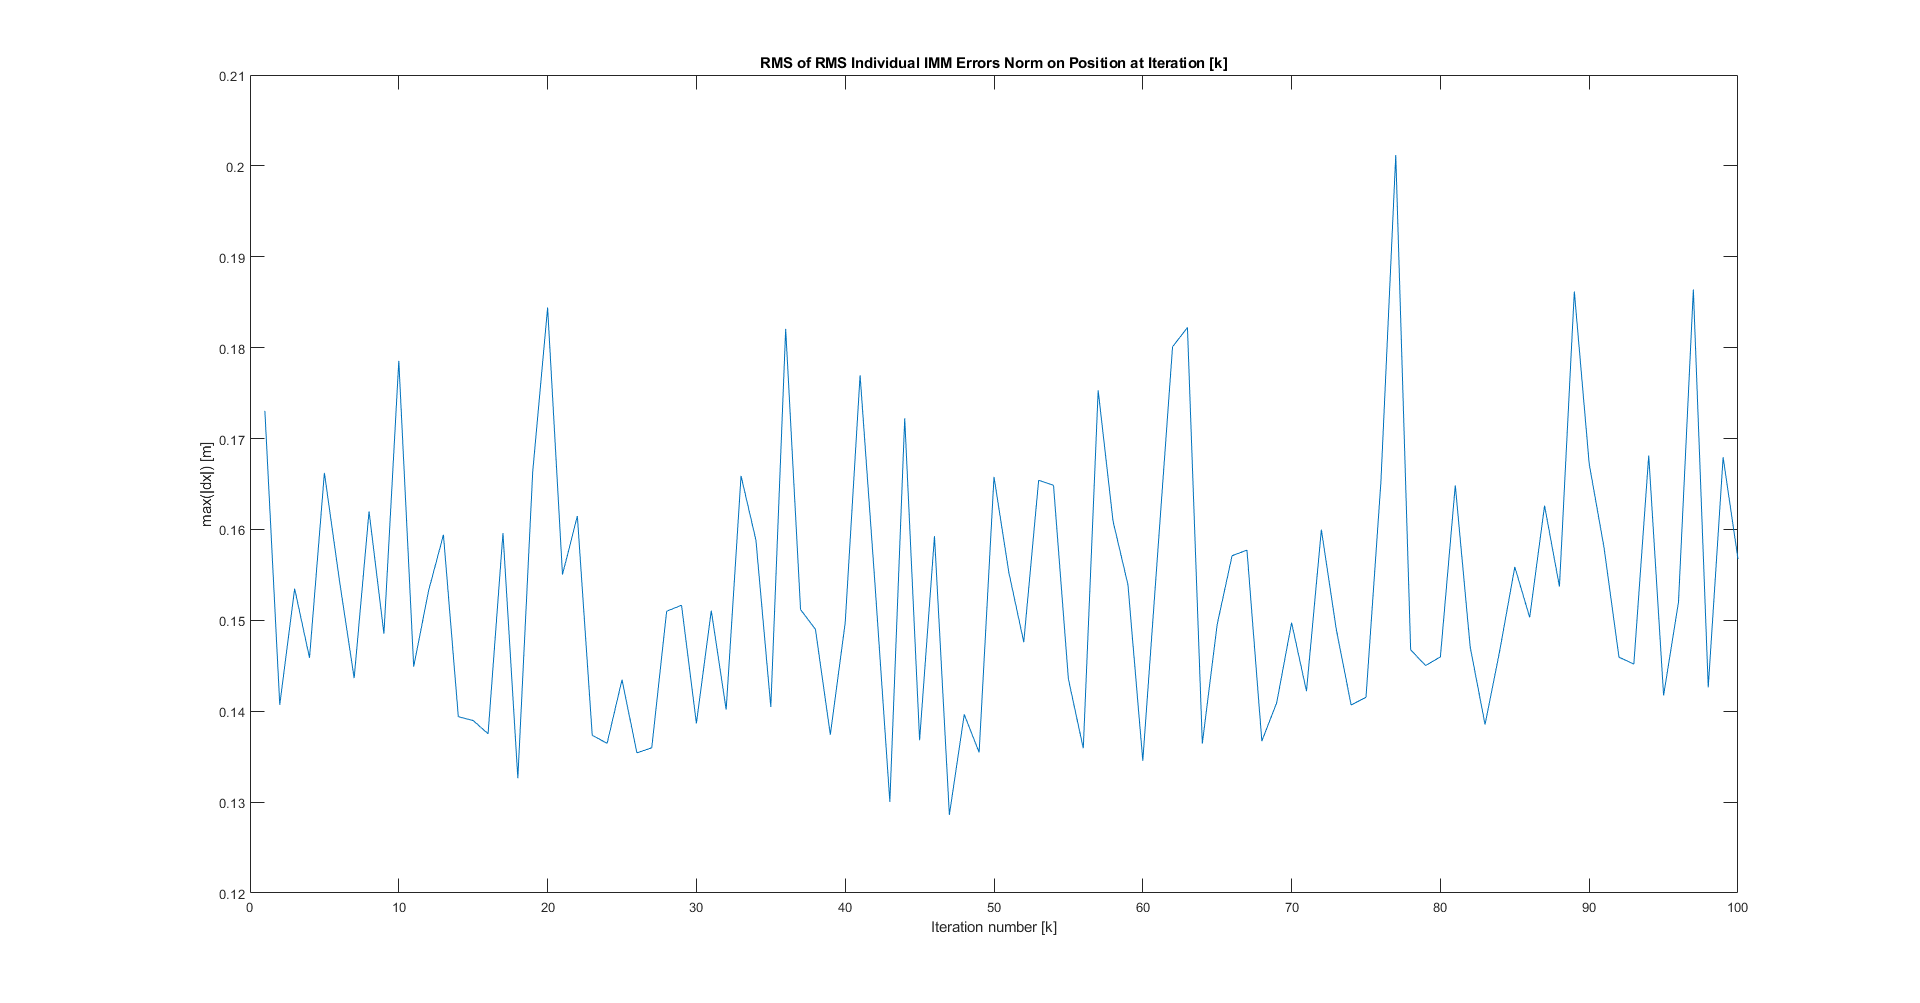 RMS of RMS Individual IMM Errors Norm on Position at Iteration [k]
max(|dx|) [m]
0.21
0.2
0.19
0.18
0.17
0.16
0.15
0.14
0.13
0.12
0 10 20 30 40 50 60 70 80 90 100
Iteration number [k]